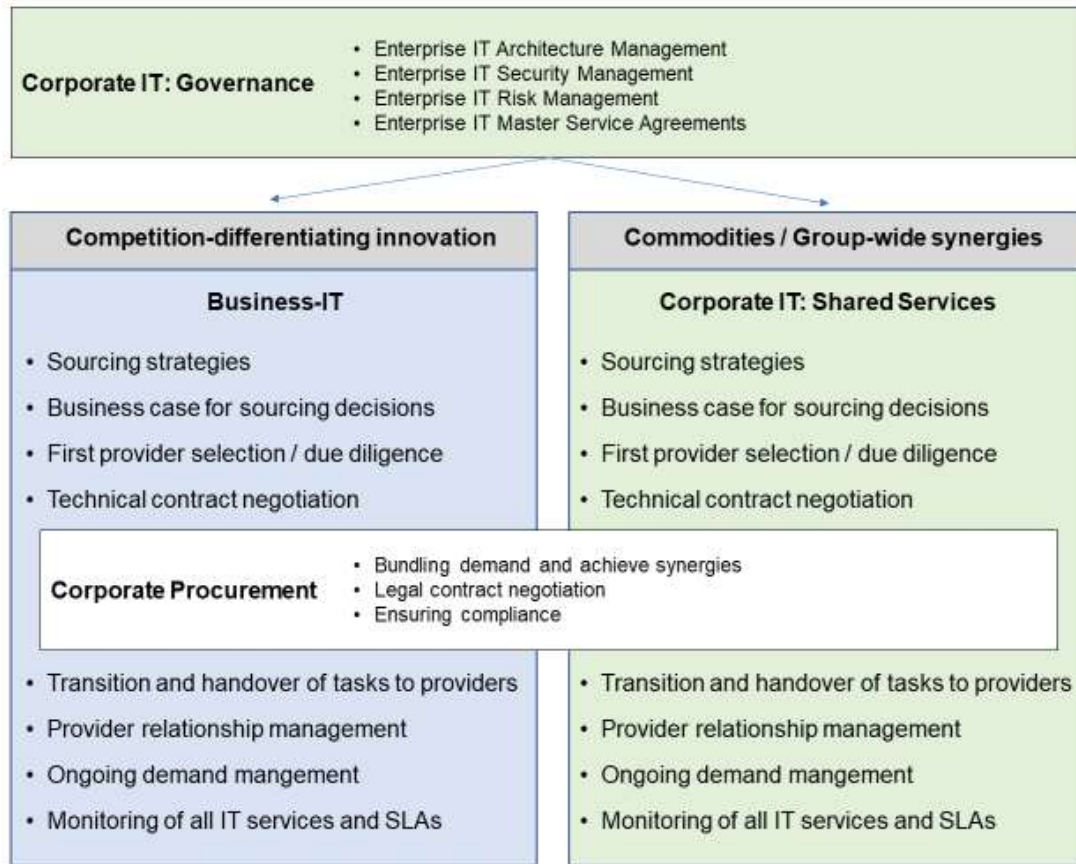 Corporate IT: Governance
• Enterprise IT Architecture Management
• Enterprise IT Security Management
• Enterprise IT Risk Management
• Enterprise IT Master Service Agreements
Competition-differentiating innovation
Business-IT
• Sourcing strategies
• Business case for sourcing decisions
• First provider selection / due diligence
• Technical contract negotiation
Commodities / Group-wide synergies
Corporate IT: Shared Services
• Sourcing strategies
• Business case for sourcing decisions
• First provider selection / due diligence
• Technical contract negotiation
Corporate Procurement
• Bundling demand and achieve synergies
• Legal contract negotiation
• Ensuring compliance
• Transition and handover of tasks to providers
• Provider relationship management
• Ongoing demand mangement
• Monitoring of all IT services and SLAs
• Transition and handover of tasks to providers
• Provider relationship management
• Ongoing demand mangement
• Monitoring of all IT services and SLAs